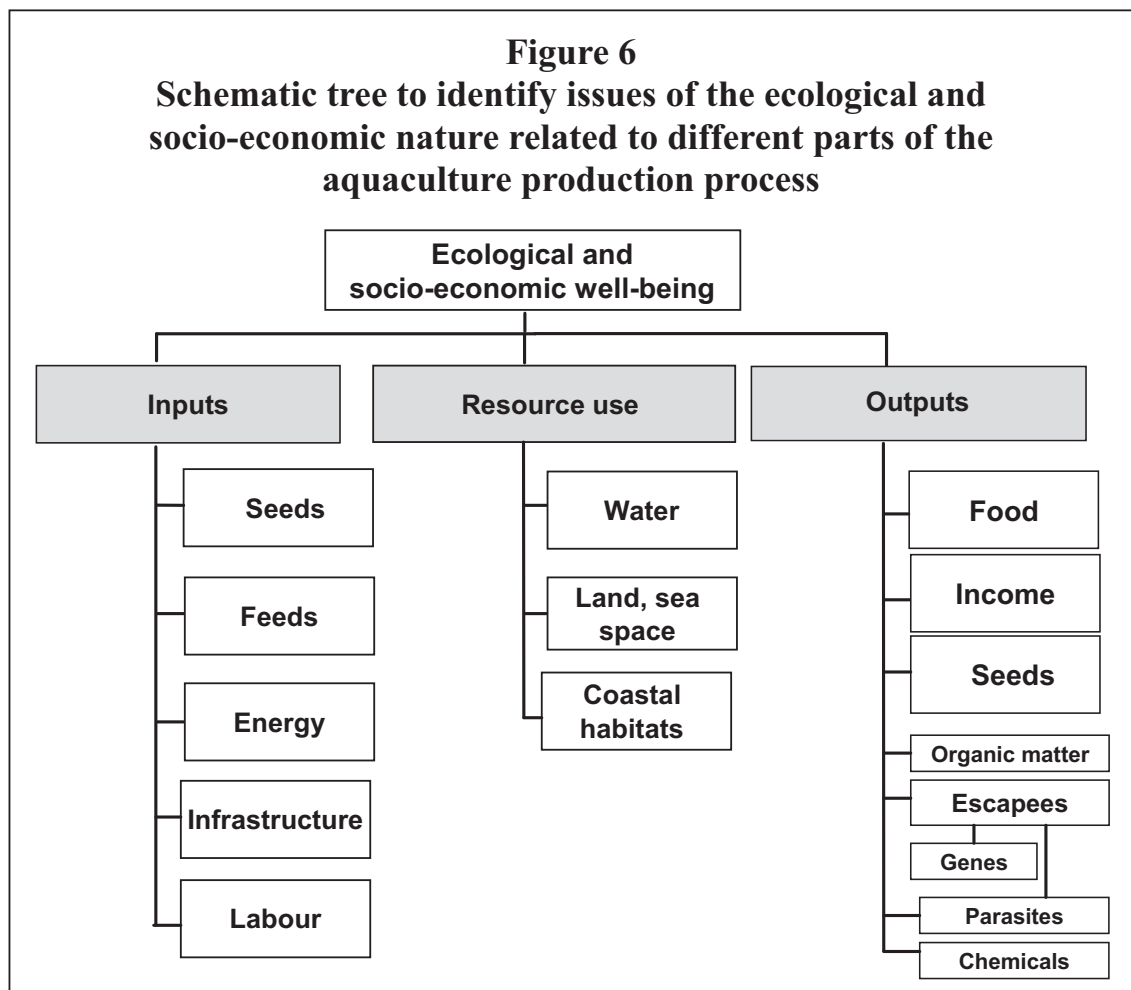 Figure 6
Schematic tree to identify issues of the ecological and
socio-economic nature related to different parts of the
aquaculture production process
Ecological and
socio-economic well-being
Inputs
Seeds
Feeds
Energy
Infrastructure
Labour
Resource use
Water
Land, sea
space
Coastal
habitats
Outputs
Food
Income
Seeds
Organic matter
Escapees
Genes
Parasites
Chemicals